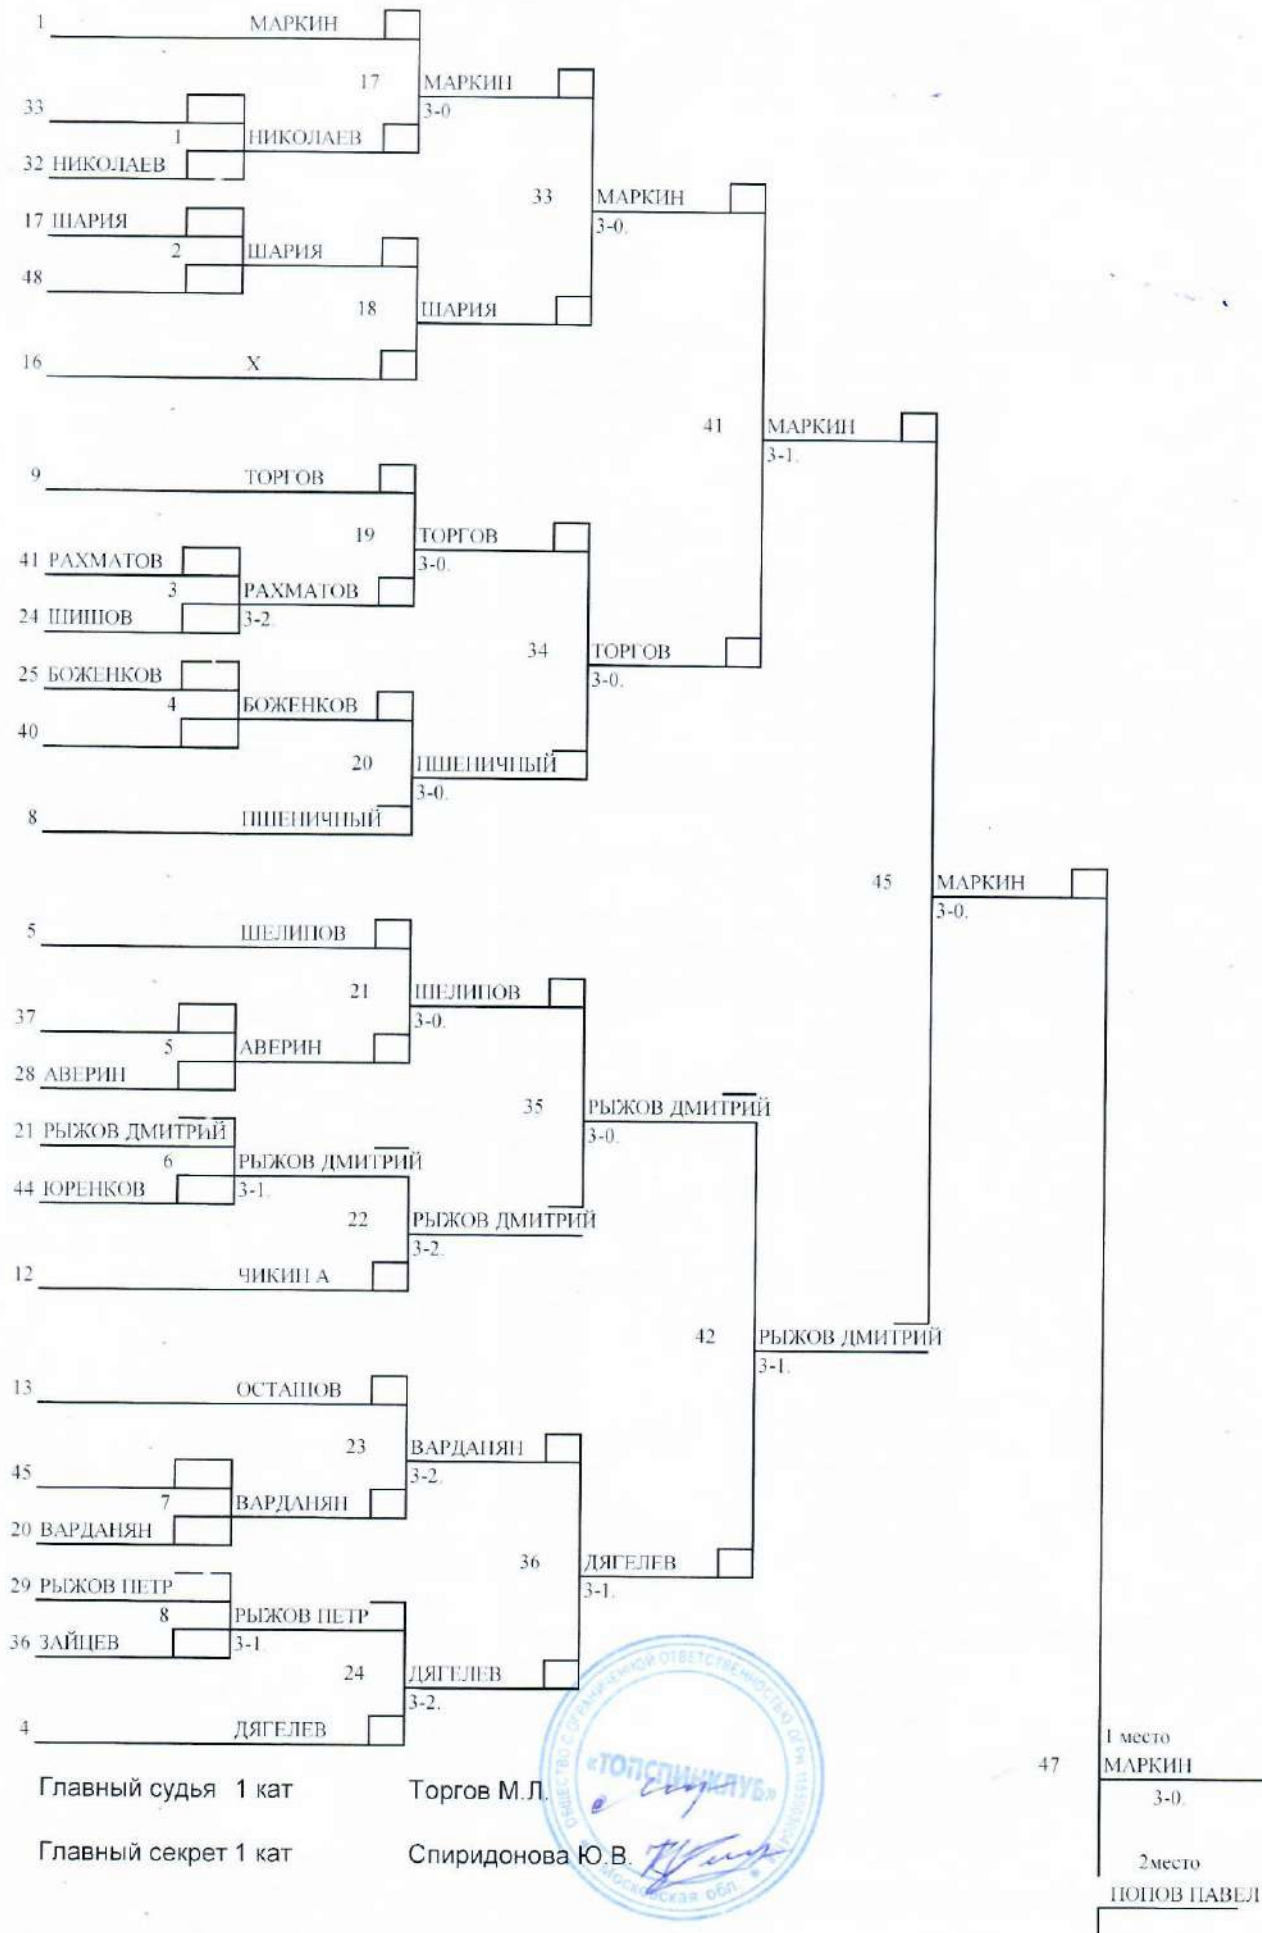 1 МАРКИН
17 МАРКИН
3-0
33
1 НИКОЛАЕВ
32 НИКОЛАЕВ
33 МАРКИН
3-0.
17 ШАРИЯ
2 ШАРИЯ
48
18 ШАРИЯ
16 Х
41 МАРКИН
3-1.
9 ТОРГОВ
19 ТОРГОВ
3-0.
41 РАХМАТОВ
3 РАХМАТОВ
24 ШИШОВ 3-2.
34 ТОРГОВ
3-0.
25 БОЖЕНКОВ
4 БОЖЕНКОВ
40
20 ПШЕНИЧНЫЙ
3-0.
8 ПШЕНИЧНЫЙ
45 МАРКИН
3-0.
5 ШЕЛИПОВ
21 ШЕЛИПОВ
3-0.
37
5 АВЕРИН
28 АВЕРИН
35 РЫЖОВ ДМИТРИЙ
3-0.
21 РЫЖОВ ДМИТРИЙ
6 РЫЖОВ ДМИТРИЙ
44 ЮРЕНКОВ 3-1.
22 РЫЖОВ ДМИТРИЙ
3-2.
12 ЧИКИН А
42 РЫЖОВ ДМИТРИЙ
3-1.
13 ОСТАШОВ
23 ВАРДАНЯН
3-2.
45
7 ВАРДАНЯН
20 ВАРДАНЯН
36 ДЯГЕЛЕВ
3-1.
29 РЫЖОВ ПЕТР
8 РЫЖОВ ПЕТР
36 ЗАЙЦЕВ 3-1.
24 ДЯГЕЛЕВ
3-2.
4 ДЯГЕЛЕВ
1 место
47 МАРКИН
3-0.
Главный судья 1 кат Торгов М.Л.
Главный секрет 1 кат Спиридонова Ю.В.
2место
ПОПОВ ПАВЕЛ
ОБЩЕСТВО С ОГРАНИЧЕННОЙ ОТВЕТСТВЕННОСТЬЮ ОГРН
«ТОПСПИНКЛУБ»
Московская обл.